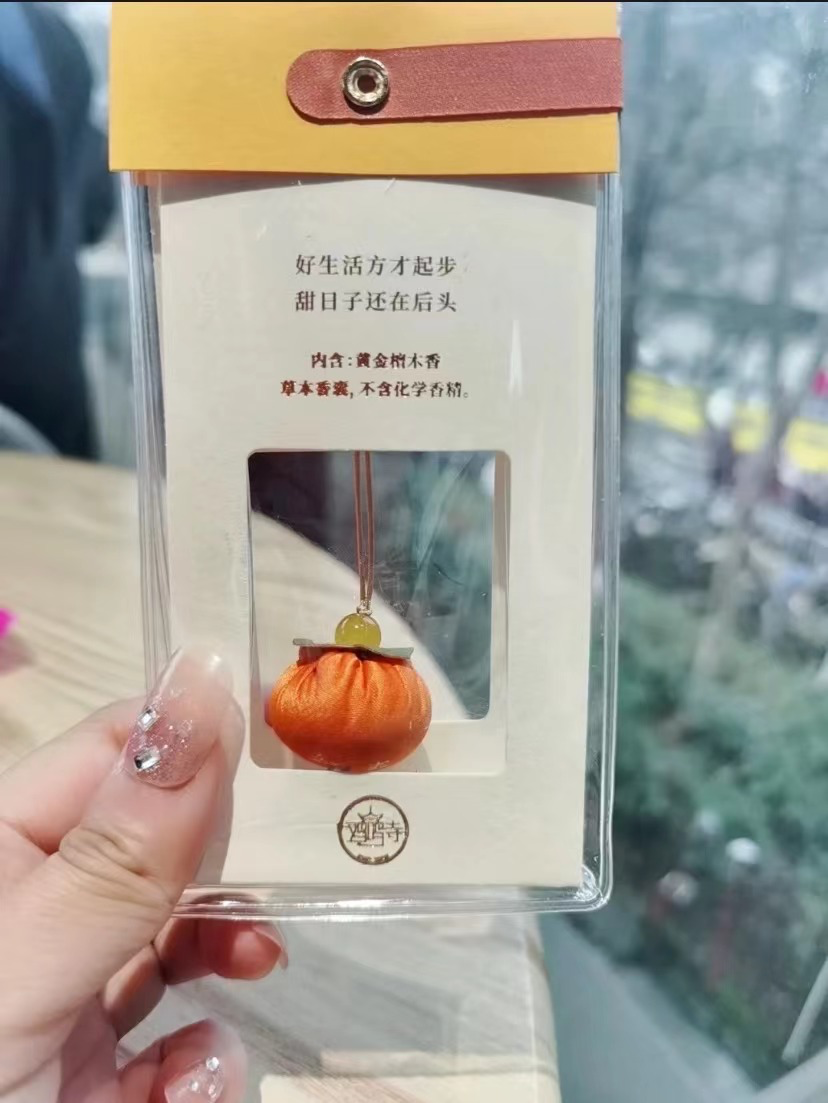 好生活方才起步
甜日子还在后头
内含:黄金檀木香
草本香囊,不含化学香精。
鸡鸣寺